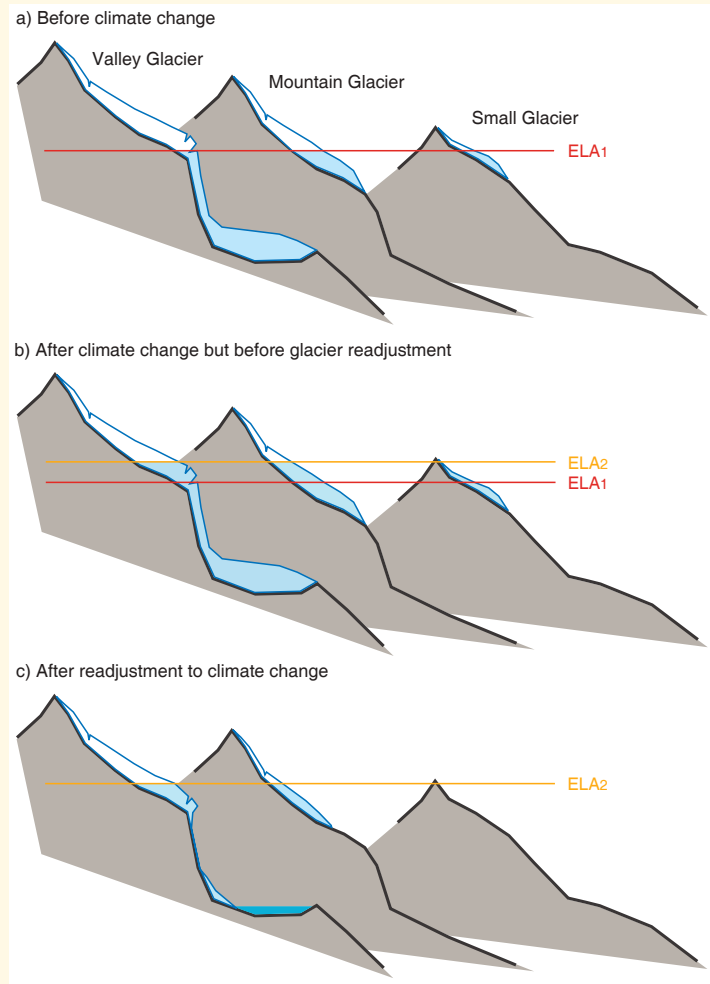 a) Before climate change
Valley Glacier
Mountain Glacier
Small Glacier
ELA1
b) After climate change but before glacier readjustment
ELA2
ELA1
c) After readjustment to climate change
ELA2